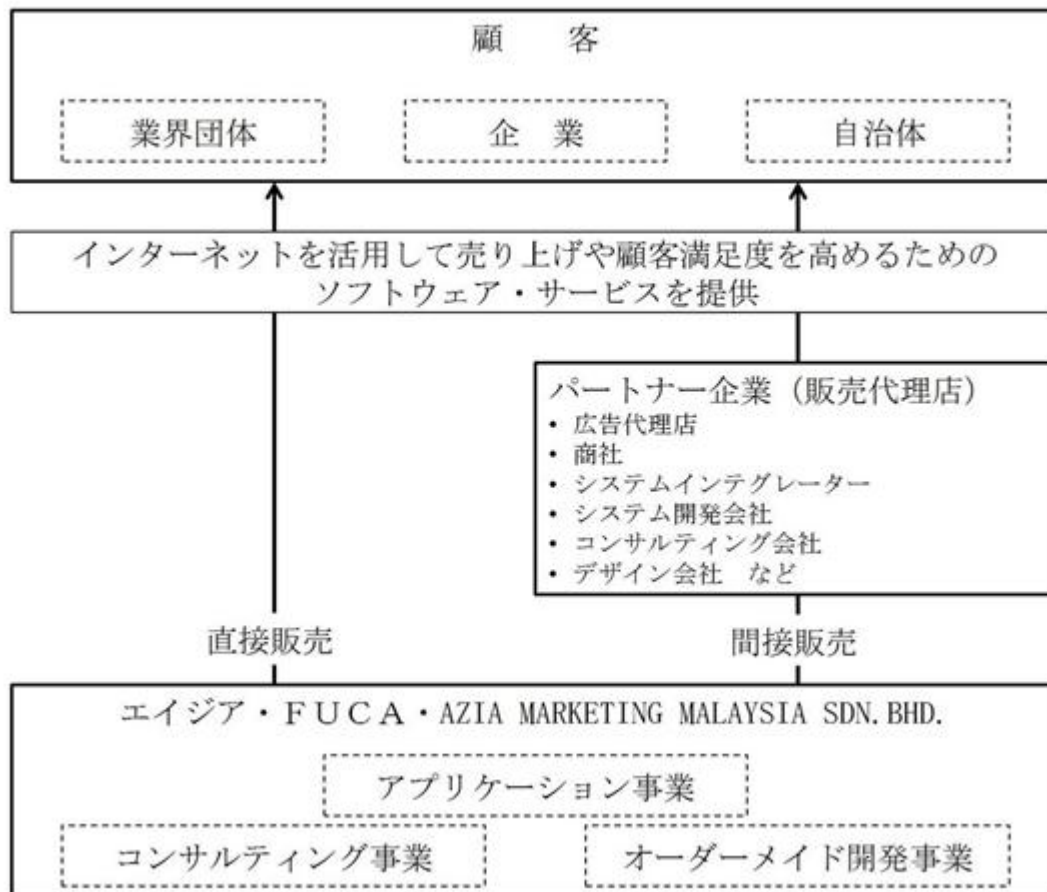 顧　　客
業界団体
企　業
自治体
インターネットを活用して売り上げや顧客満足度を高めるための
ソフトウェア・サービスを提供
パートナー企業（販売代理店）
• 広告代理店
• 商社
• システムインテグレーター
• システム開発会社
• コンサルティング会社
• デザイン会社　など
直接販売
間接販売
エイジア・ＦＵＣＡ・AZIA MARKETING MALAYSIA SDN.BHD.
アプリケーション事業
コンサルティング事業
オーダーメイド開発事業